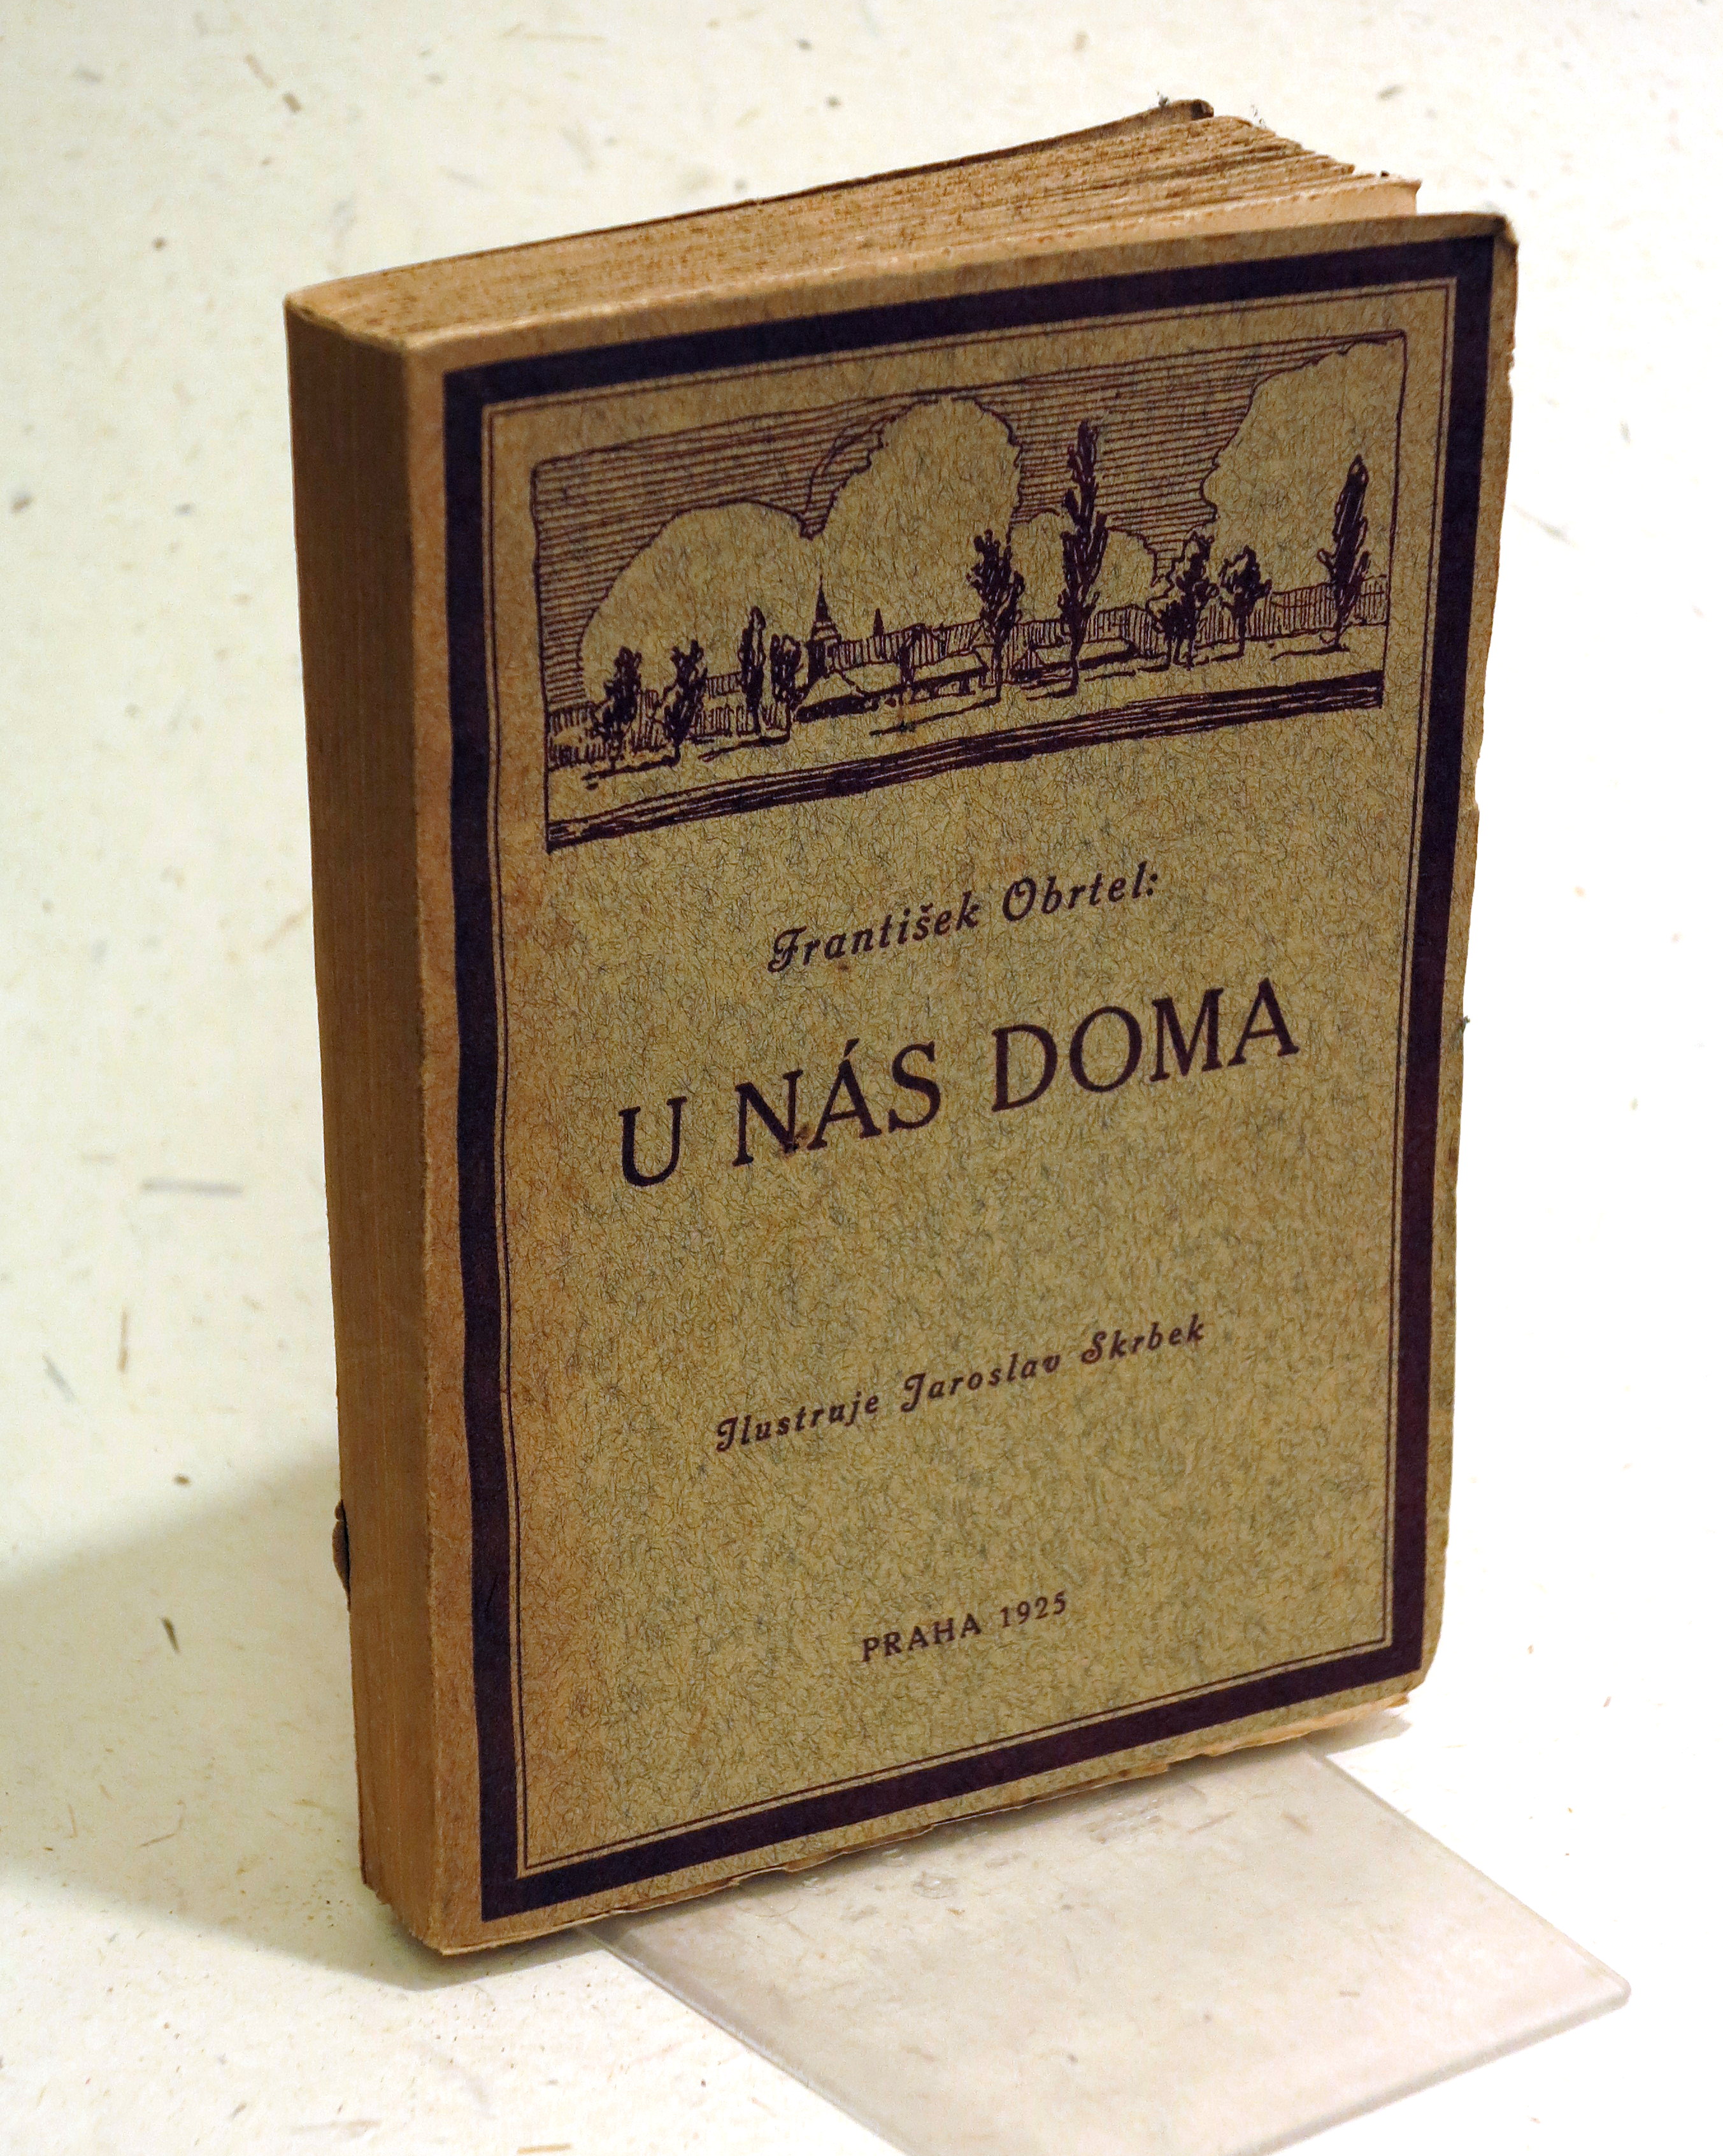 František Obrtel:
U NÁS DOMA
Ilustruje Jaroslav Skrbek
PRAHA 1925